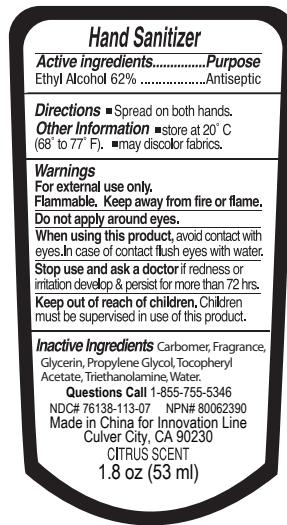 Hand Sanitizer
Active ingredients...............Purpose
Ethyl Alcohol 62% ...................Antiseptic
Directions ▪Spread on both hands.
Other Information ▪store at 20° C
(68° to 77° F). ▪may discolor fabrics.
Warnings
For external use only.
Flammable. Keep away from fire or flame.
Do not apply around eyes.
When using this product, avoid contact with
eyes.In case of contact flush eyes with water.
Stop use and ask a doctor if redness or
irritation develop & persist for more than 72 hrs.
Keep out of reach of children. Children
must be supervised in use of this product.
Inactive Ingredients Carbomer, Fragrance,
Glycerin, Propylene Glycol, Tocopheryl
Acetate, Triethanolamine, Water.
Questions Call 1-855-755-5346
NDC# 76138-113-07 NPN# 80062390
Made in China for Innovation Line
Culver City, CA 90230
CITRUS SCENT
1.8 oz (53 ml)